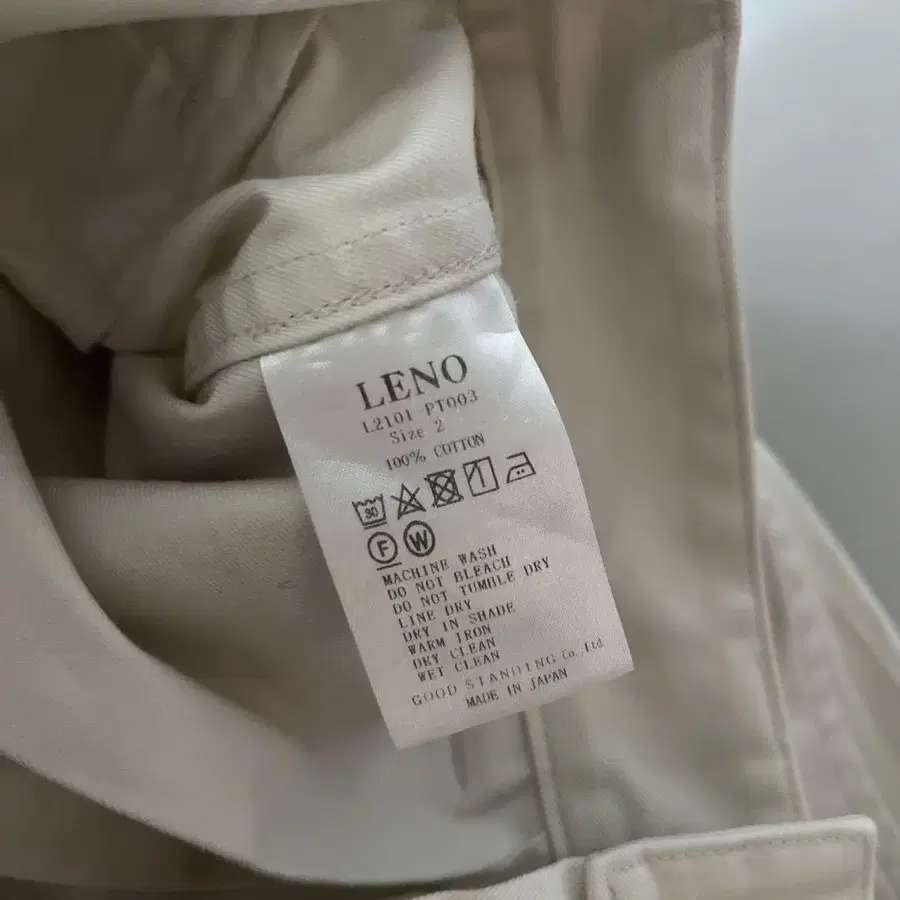 LENO
L2101-PT003
Size 2
100% COTTON
30
F W
MACHINE WASH
DO NOT BLEACH
DO NOT TUMBLE DRY
LINE DRY
DRY IN SHADE
WARM IRON
DRY CLEAN
WET CLEAN
GOOD STANDING Co.,Ltd
MADE IN JAPAN